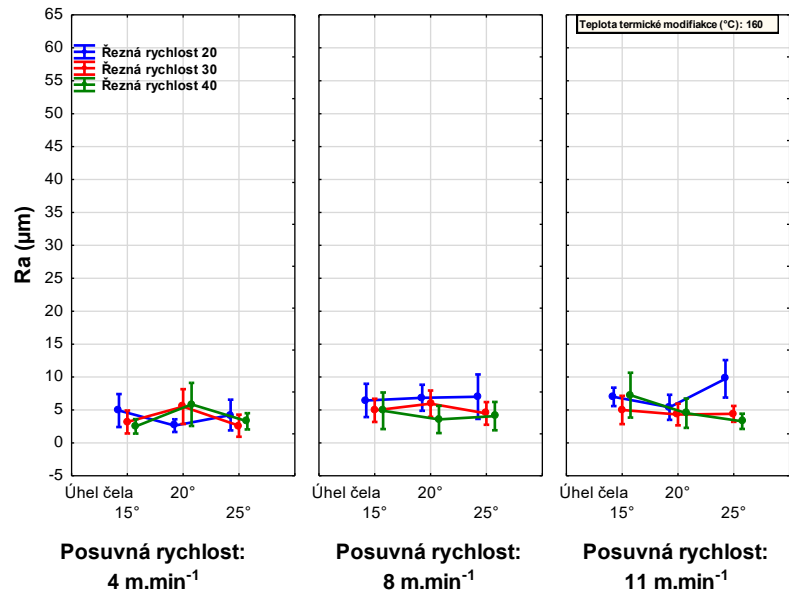 Teplota termické modifiakce (°C): 160
Řezná rychlost 20
Řezná rychlost 30
Řezná rychlost 40
Ra (µm)
65
60
55
50
45
40
35
30
25
20
15
10
5
0
-5
Úhel čela 20° Úhel čela 20° Úhel čela 20°
15° 25° 15° 25° 15° 25°
Posuvná rychlost: Posuvná rychlost: Posuvná rychlost:
4 m.min⁻¹ 8 m.min⁻¹ 11 m.min⁻¹